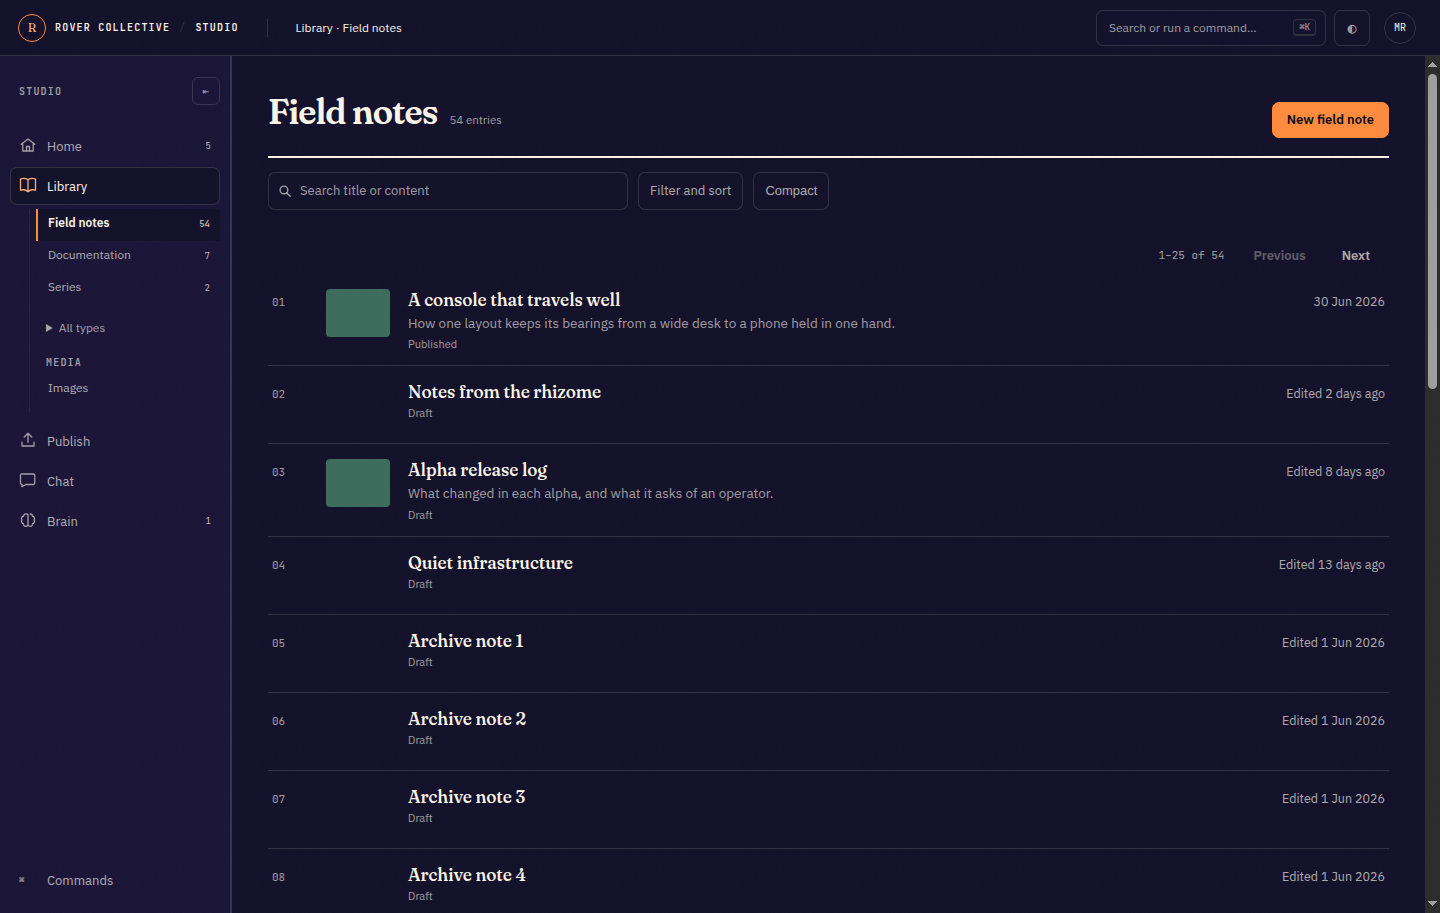 R ROVER COLLECTIVE / STUDIO
Library · Field notes
Search or run a command... ⌘K
MR
STUDIO
Home 5
Library
Field notes 54
Documentation 7
Series 2
All types
MEDIA
Images
Publish
Chat
Brain 1
⌘ Commands
Field notes 54 entries
New field note
Search title or content
Filter and sort
Compact
1–25 of 54 Previous Next
01 A console that travels well 30 Jun 2026
How one layout keeps its bearings from a wide desk to a phone held in one hand.
Published
02 Notes from the rhizome Edited 2 days ago
Draft
03 Alpha release log Edited 8 days ago
What changed in each alpha, and what it asks of an operator.
Draft
04 Quiet infrastructure Edited 13 days ago
Draft
05 Archive note 1 Edited 1 Jun 2026
Draft
06 Archive note 2 Edited 1 Jun 2026
Draft
07 Archive note 3 Edited 1 Jun 2026
Draft
08 Archive note 4 Edited 1 Jun 2026
Draft